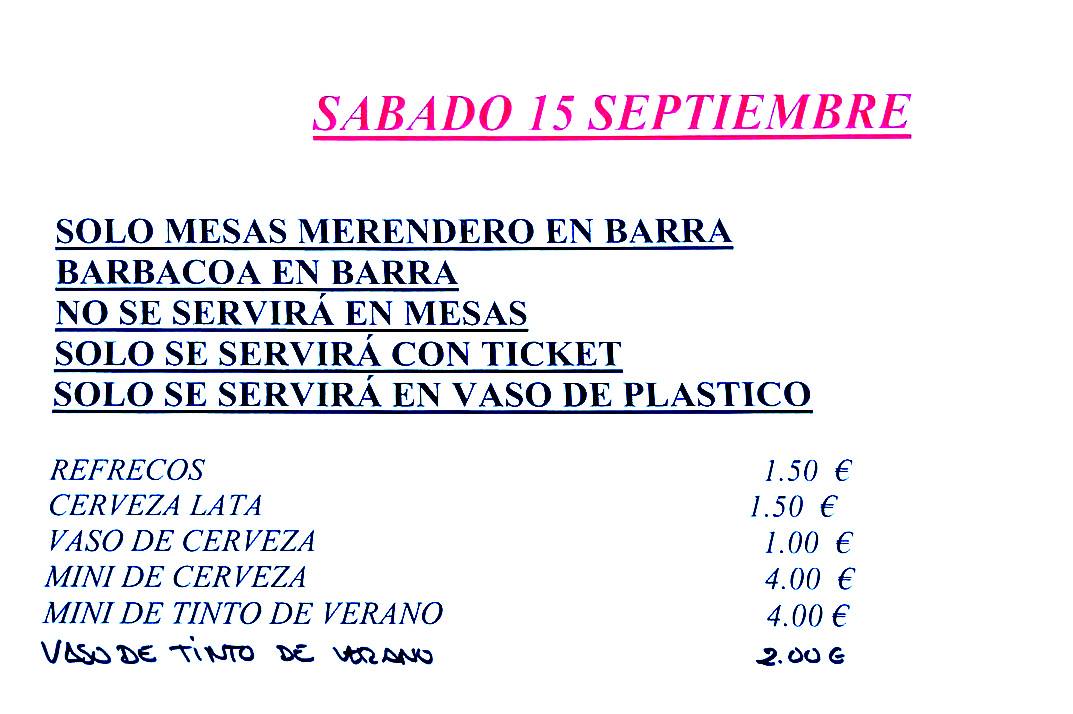 SABADO 15 SEPTIEMBRE
SOLO MESAS MERENDERO EN BARRA
BARBACOA EN BARRA
NO SE SERVIRÁ EN MESAS
SOLO SE SERVIRÁ CON TICKET
SOLO SE SERVIRÁ EN VASO DE PLASTICO
REFRECOS 1.50 €
CERVEZA LATA 1.50 €
VASO DE CERVEZA 1.00 €
MINI DE CERVEZA 4.00 €
MINI DE TINTO DE VERANO 4.00 €
VASO DE TINTO DE VERANO 2.00 €